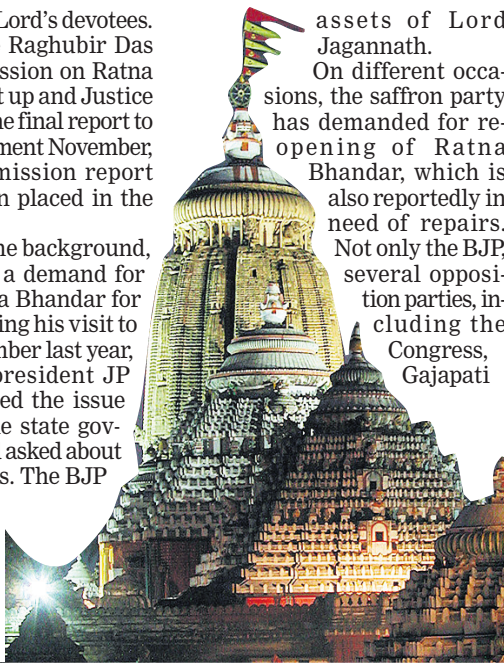 Lord's devotees.
Raghubir Das
ssion on Ratna
t up and Justice
ne final report to
ment November,
mission report
n placed in the
ne background,
a demand for
a Bhandar for
ing his visit to
nber last year,
president JP
ed the issue
e state gov-
asked about
s. The BJP
assets of Lord
Jagannath.
On different occa-
sions, the saffron party
has demanded for re-
opening of Ratna
Bhandar, which is
also reportedly in
need of repairs.
Not only the BJP,
several opposi-
tion parties, in-
cluding the
Congress,
Gajapati